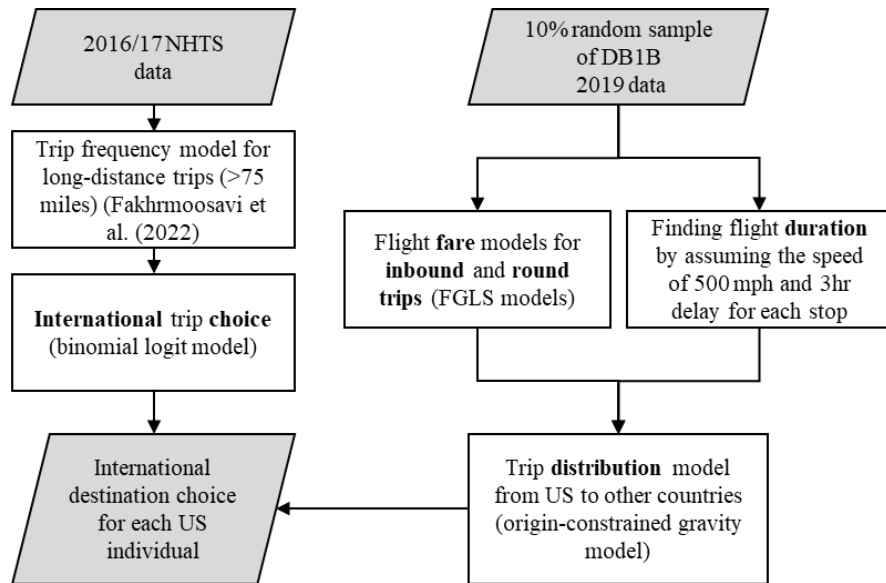 2016/17 NHTS
data
Trip frequency model for
long-distance trips (>75
miles) (Fakhrmoosavi et
al. (2022)
International trip choice
(binomial logit model)
International
destination choice
for each US
individual
10% random sample
of DB1B
2019 data
Flight fare models for
inbound and round
trips (FGLS models)
Finding flight duration
by assuming the speed
of 500 mph and 3hr
delay for each stop
Trip distribution model
from US to other countries
(origin-constrained gravity
model)